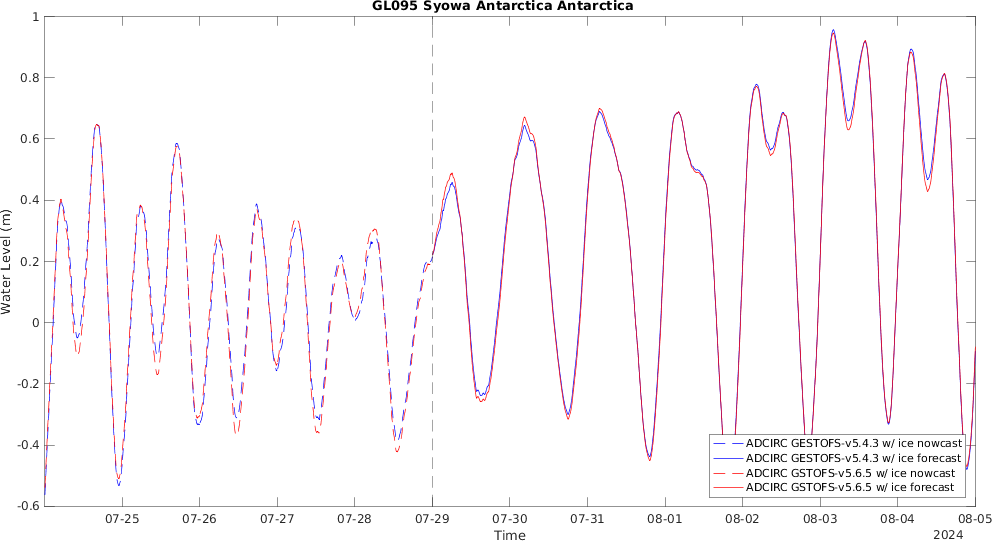 GL095 Syowa Antarctica Antarctica
1
0.8
0.6
0.4
0.2
0
-0.2
-0.4
-0.6
Water Level (m)
07-25 07-26 07-27 07-28 07-29 07-30 07-31 08-01 08-02 08-03 08-04 08-05
Time
2024
ADCIRC GESTOFS-v5.4.3 w/ ice nowcast
ADCIRC GESTOFS-v5.4.3 w/ ice forecast
ADCIRC GSTOFS-v5.6.5 w/ ice nowcast
ADCIRC GSTOFS-v5.6.5 w/ ice forecast